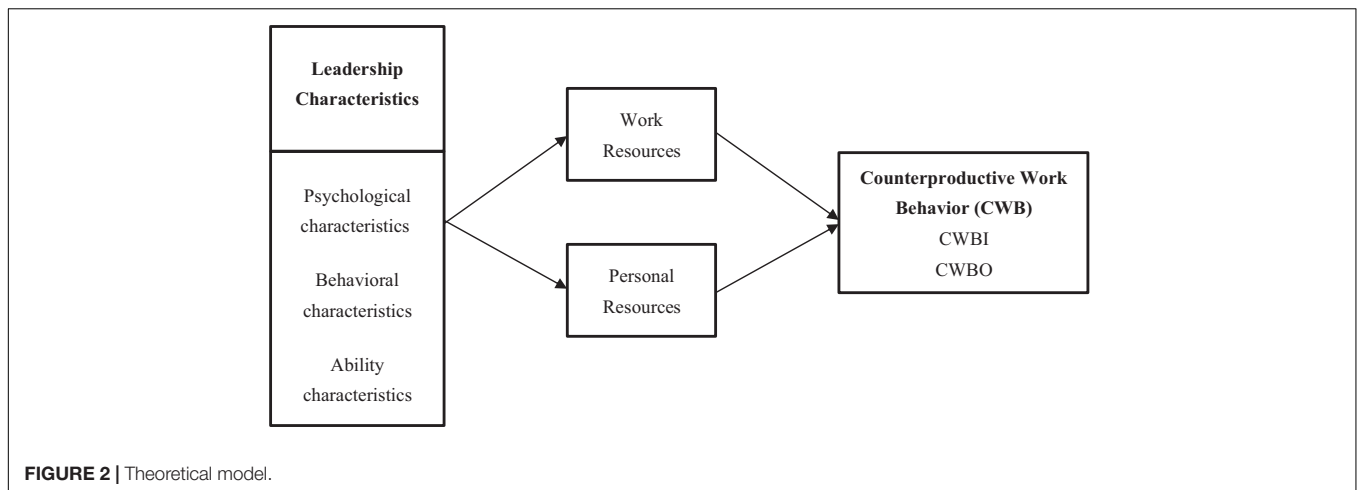 Leadership
Characteristics
Psychological
characteristics
Behavioral
characteristics
Ability
characteristics
Work
Resources
Personal
Resources
Counterproductive Work
Behavior (CWB)
CWBI
CWBO
FIGURE 2 | Theoretical model.